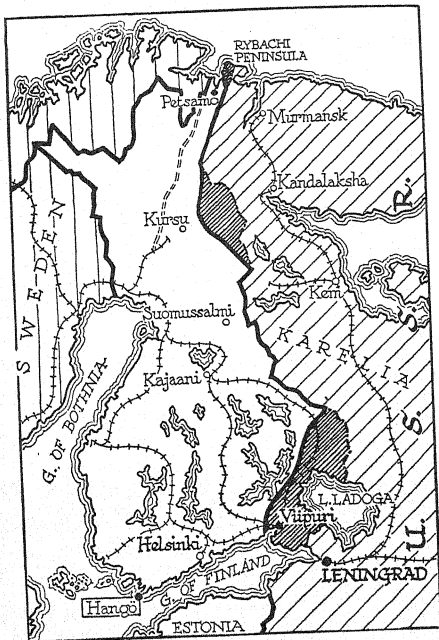 RYBACHI
PENINSULA
Petsamo
Murmansk
Kandalaksha
Kursu
SWEDEN
Suomussalmi
Kem
KARELIA
Kajaani
G. OF BOTHNIA
L. LADOGA
Viipuri
Helsinki
G. OF FINLAND
LENINGRAD
Hangö
ESTONIA
U. S. S. R.